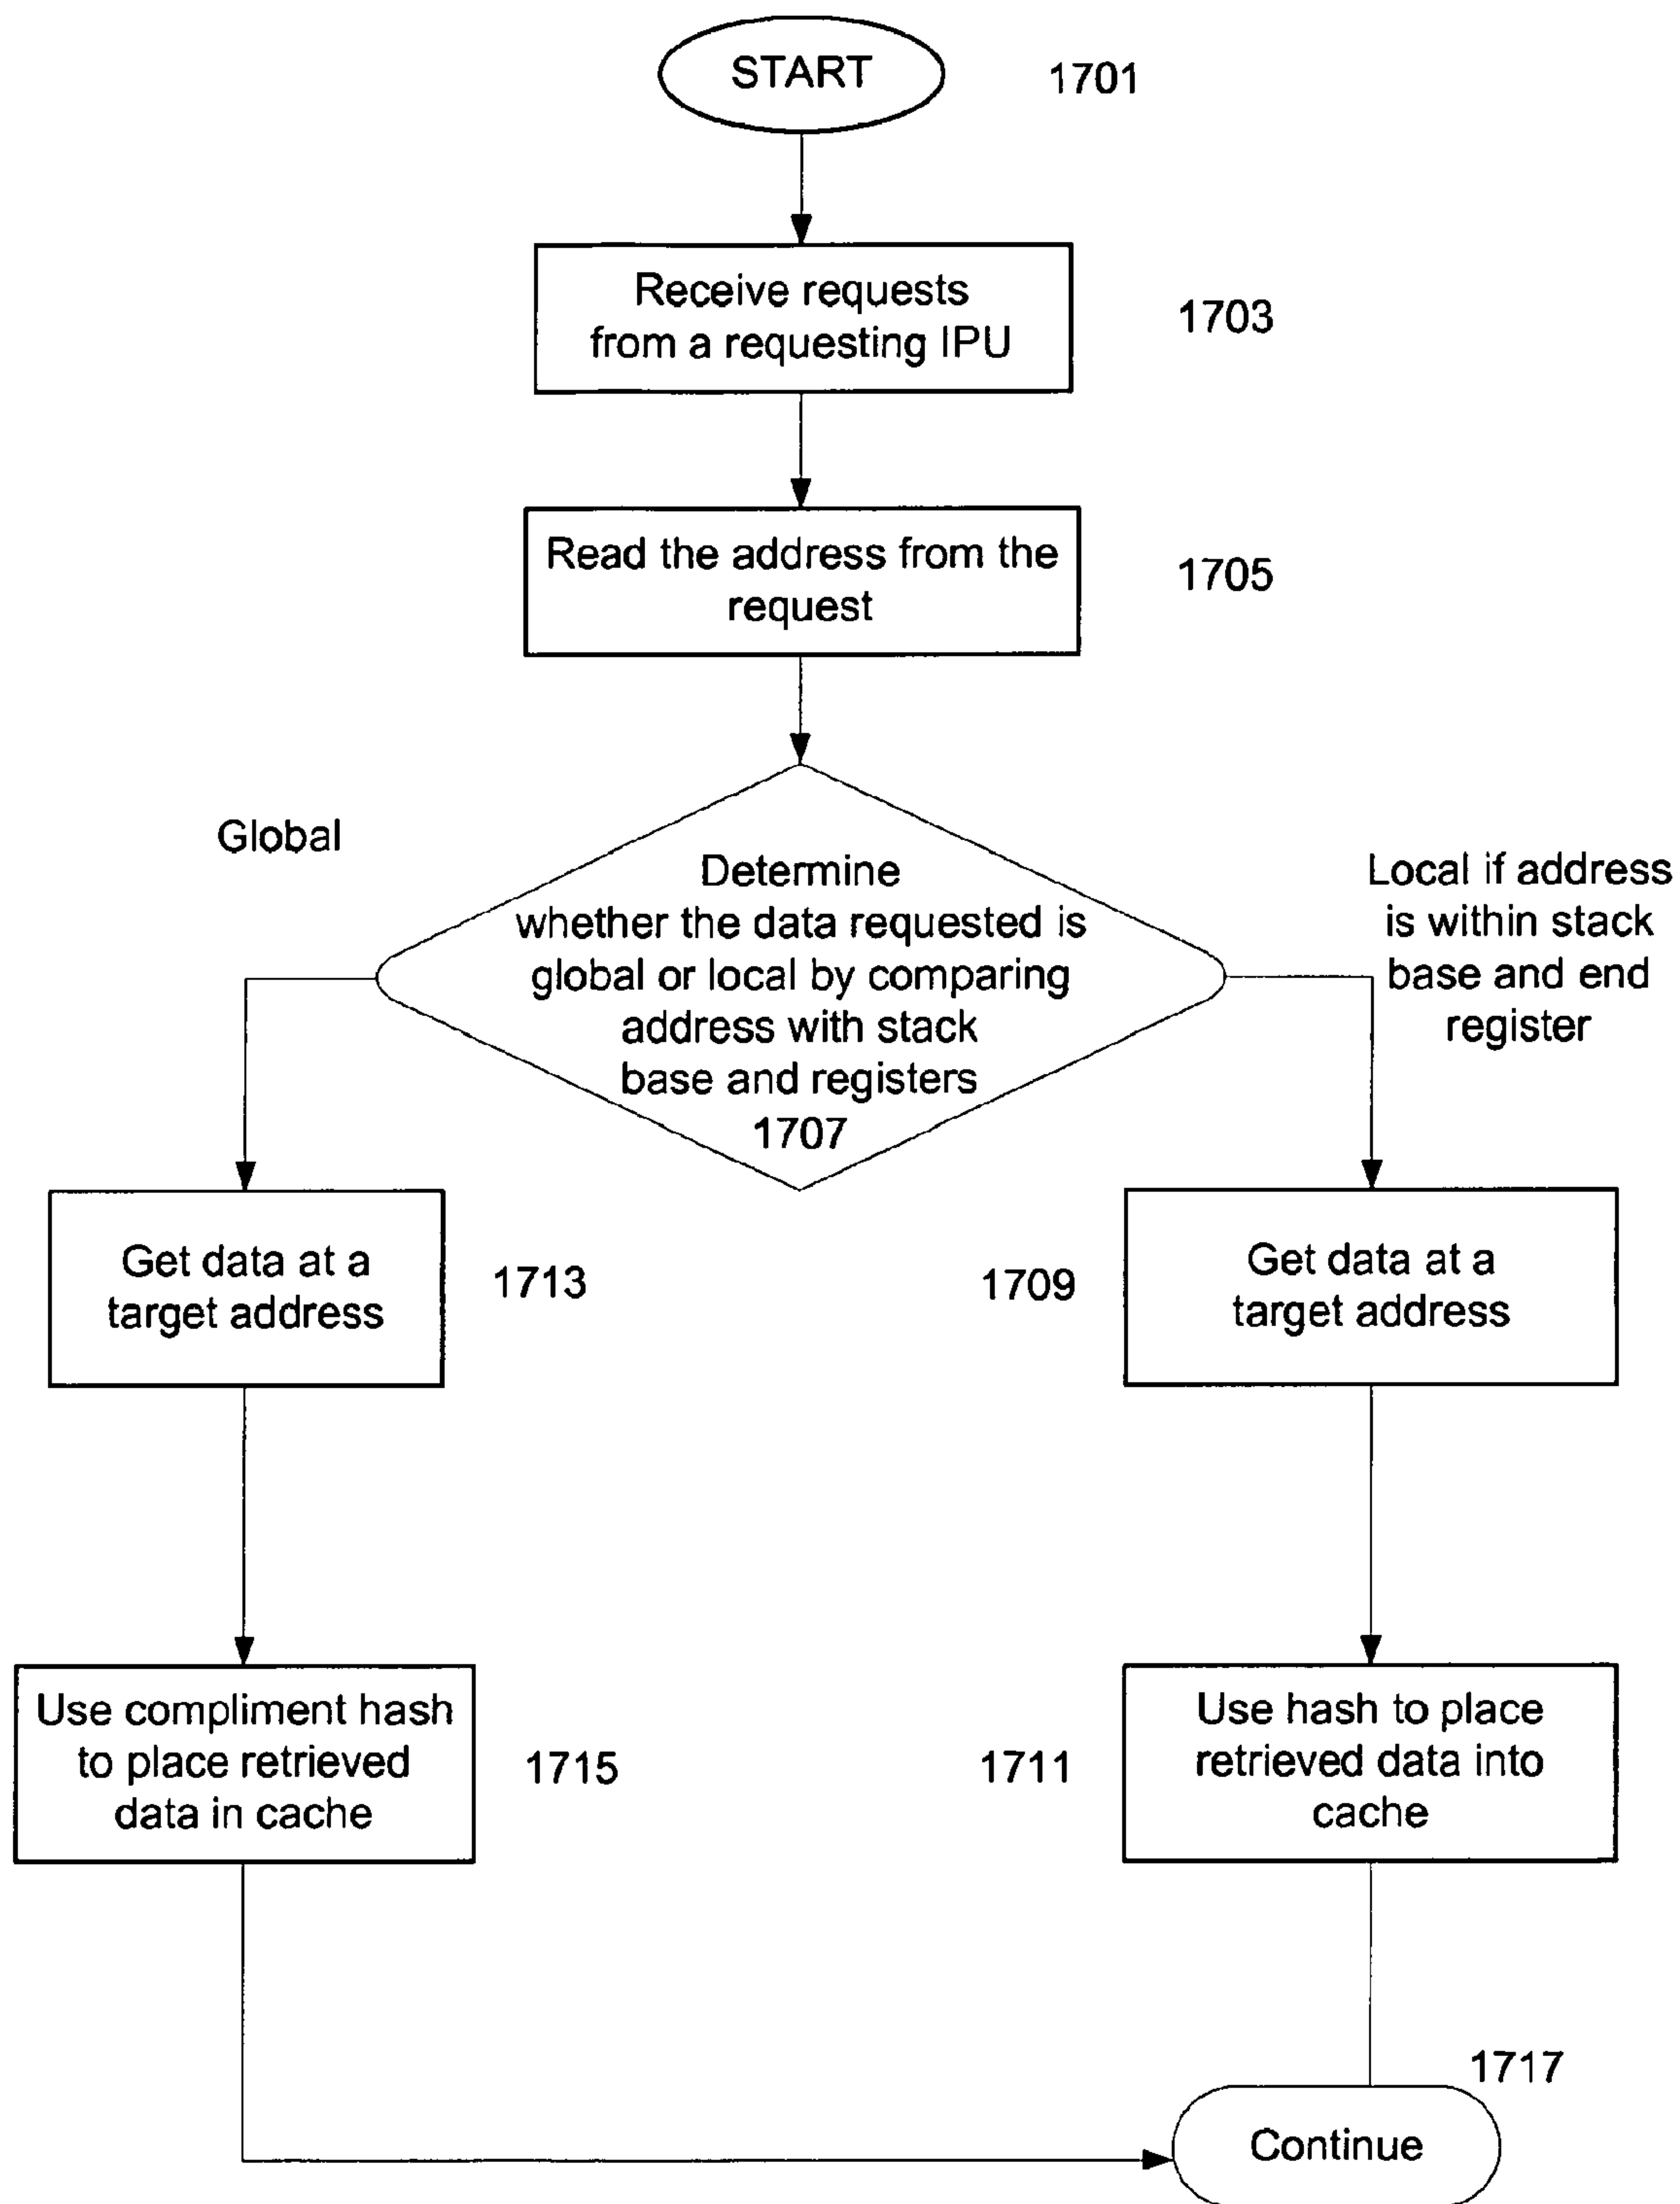 START
1701
Receive requests
from a requesting IPU
1703
Read the address from the
request
1705
Global
Determine
whether the data requested is
global or local by comparing
address with stack
base and registers
1707
Local if address
is within stack
base and end
register
Get data at a
target address
1713
1709
Get data at a
target address
Use compliment hash
to place retrieved
data in cache
1715
1711
Use hash to place
retrieved data into
cache
1717
Continue